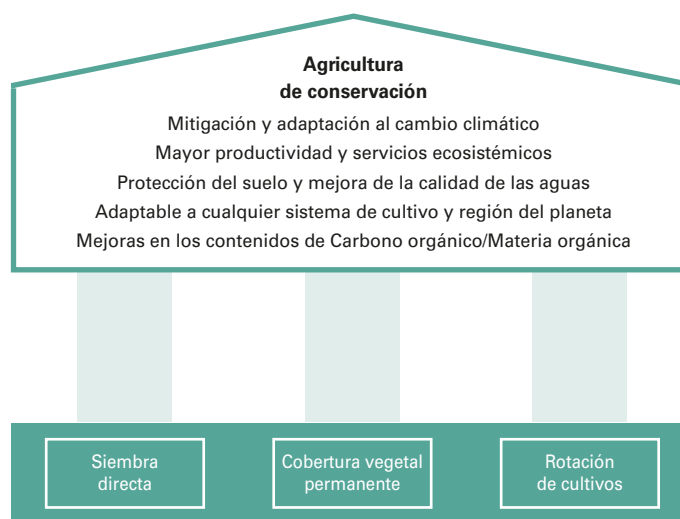 Agricultura
de conservación
Mitigación y adaptación al cambio climático
Mayor productividad y servicios ecosistémicos
Protección del suelo y mejora de la calidad de las aguas
Adaptable a cualquier sistema de cultivo y región del planeta
Mejoras en los contenidos de Carbono orgánico/Materia orgánica
Siembra
directa
Cobertura vegetal
permanente
Rotación
de cultivos